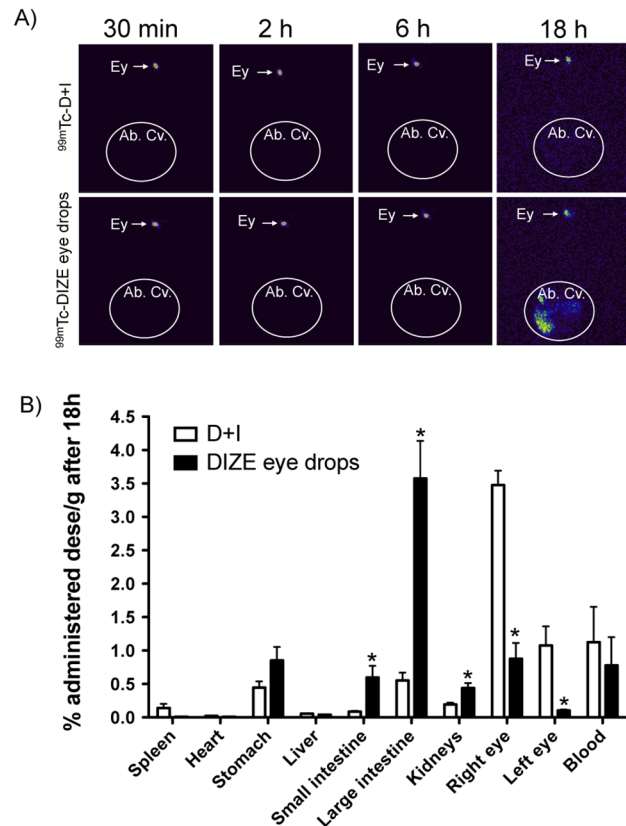 A)
30 min 2 h 6 h 18 h
99mTc-D+I
Ey Ey Ey Ey
Ab. Cv. Ab. Cv. Ab. Cv. Ab. Cv.
99mTc-DIZE eye drops
Ey Ey Ey Ey
Ab. Cv. Ab. Cv. Ab. Cv. Ab. Cv.
B)
% administered dese/g after 18h
4.5
4.0
3.5
3.0
2.5
2.0
1.5
1.0
0.5
0.0
D+I
DIZE eye drops
* * * * *
Spleen Heart Stomach Liver Small intestine Large intestine Kidneys Right eye Left eye Blood